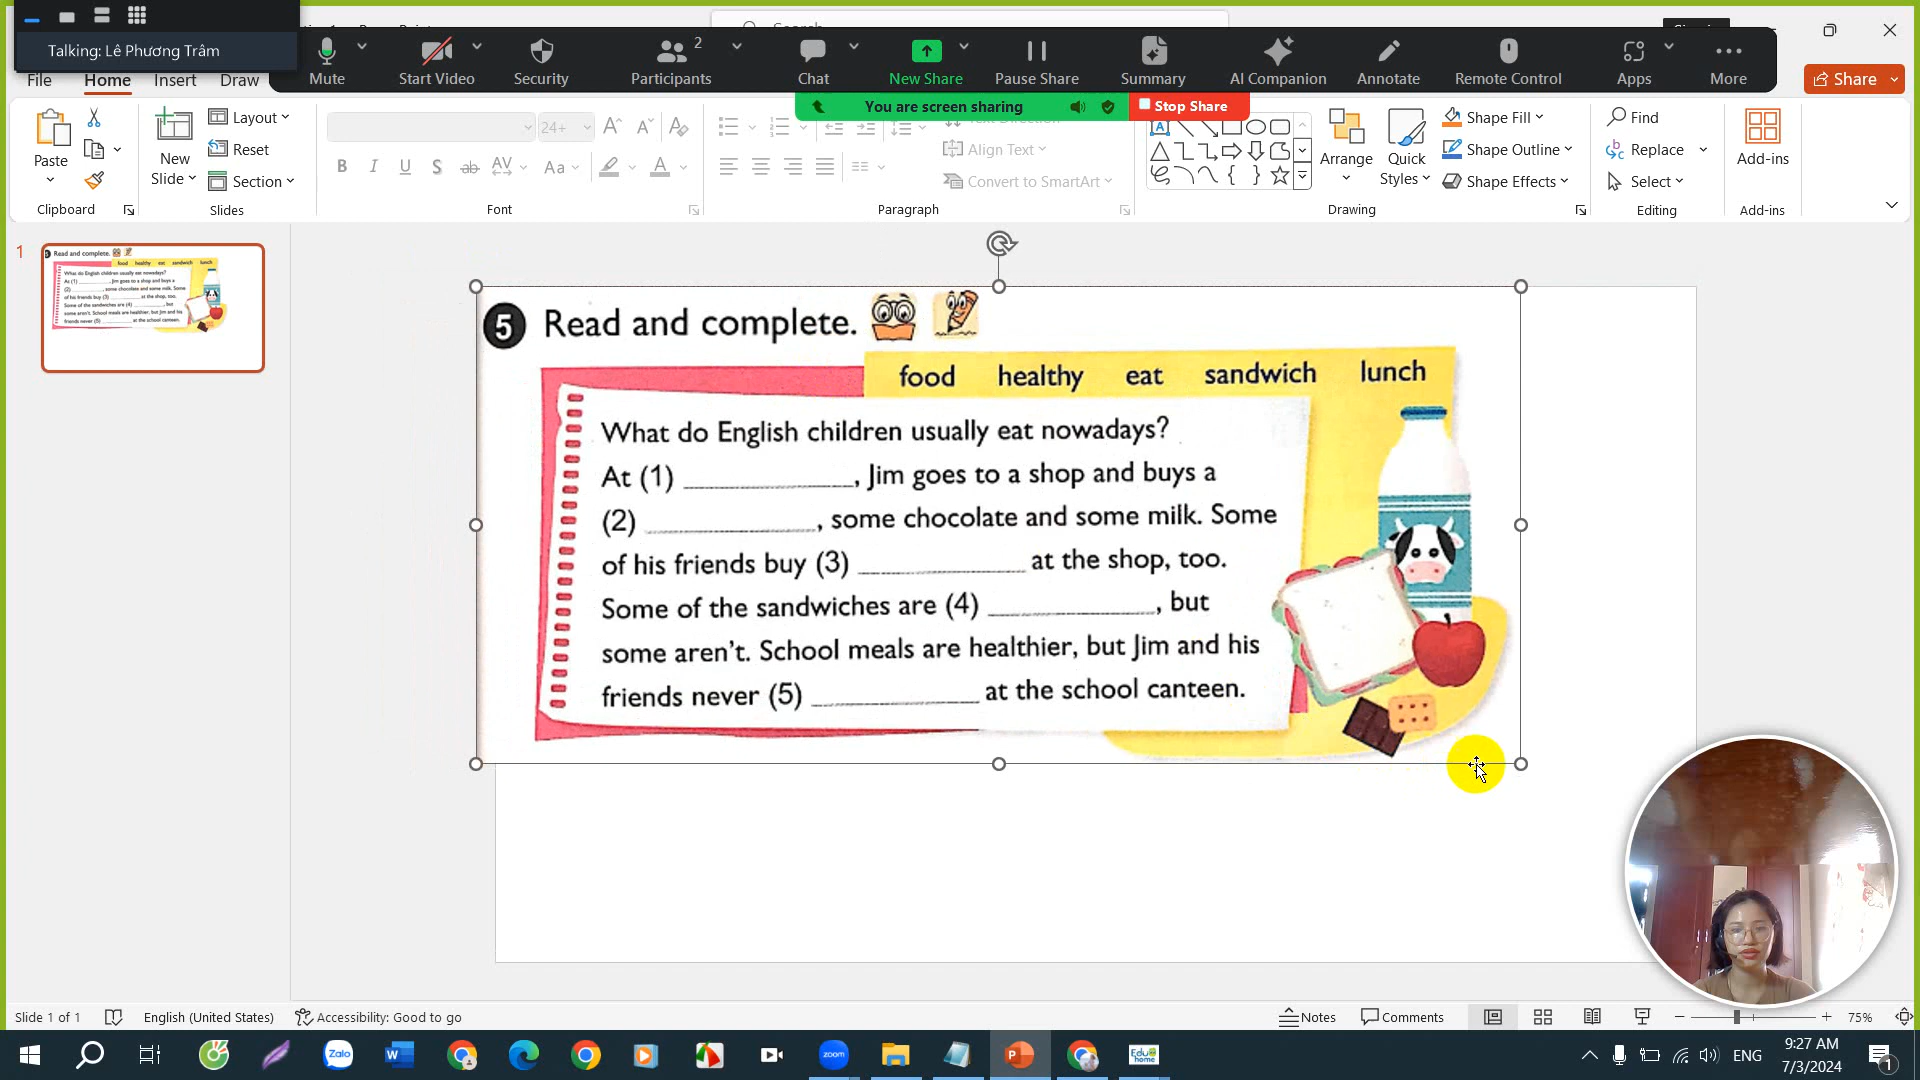 Search
Talking: Lê Phương Trâm
Mute
Start Video
Security
2
Participants
Chat
New Share
Pause Share
Summary
AI Companion
Annotate
Remote Control
Apps
More
You are screen sharing
Stop Share
File
Home
Insert
Draw
Share
Paste
New Slide
Layout
Reset
Section
24+
Align Text
Convert to SmartArt
Arrange
Quick Styles
Shape Fill
Shape Outline
Shape Effects
Find
Replace
Select
Add-ins
Clipboard
Slides
Font
Paragraph
Drawing
Editing
Add-ins
1
5 Read and complete.
food healthy eat sandwich lunch
What do English children usually eat nowadays?
At (1) ____________, Jim goes to a shop and buys a
(2) ____________, some chocolate and some milk. Some
of his friends buy (3) ____________ at the shop, too.
Some of the sandwiches are (4) ____________, but
some aren't. School meals are healthier, but Jim and his
friends never (5) ____________ at the school canteen.
Slide 1 of 1
English (United States)
Accessibility: Good to go
Notes
Comments
75%
Zalo
zoom
Edu home
ENG
9:27 AM
7/3/2024
1